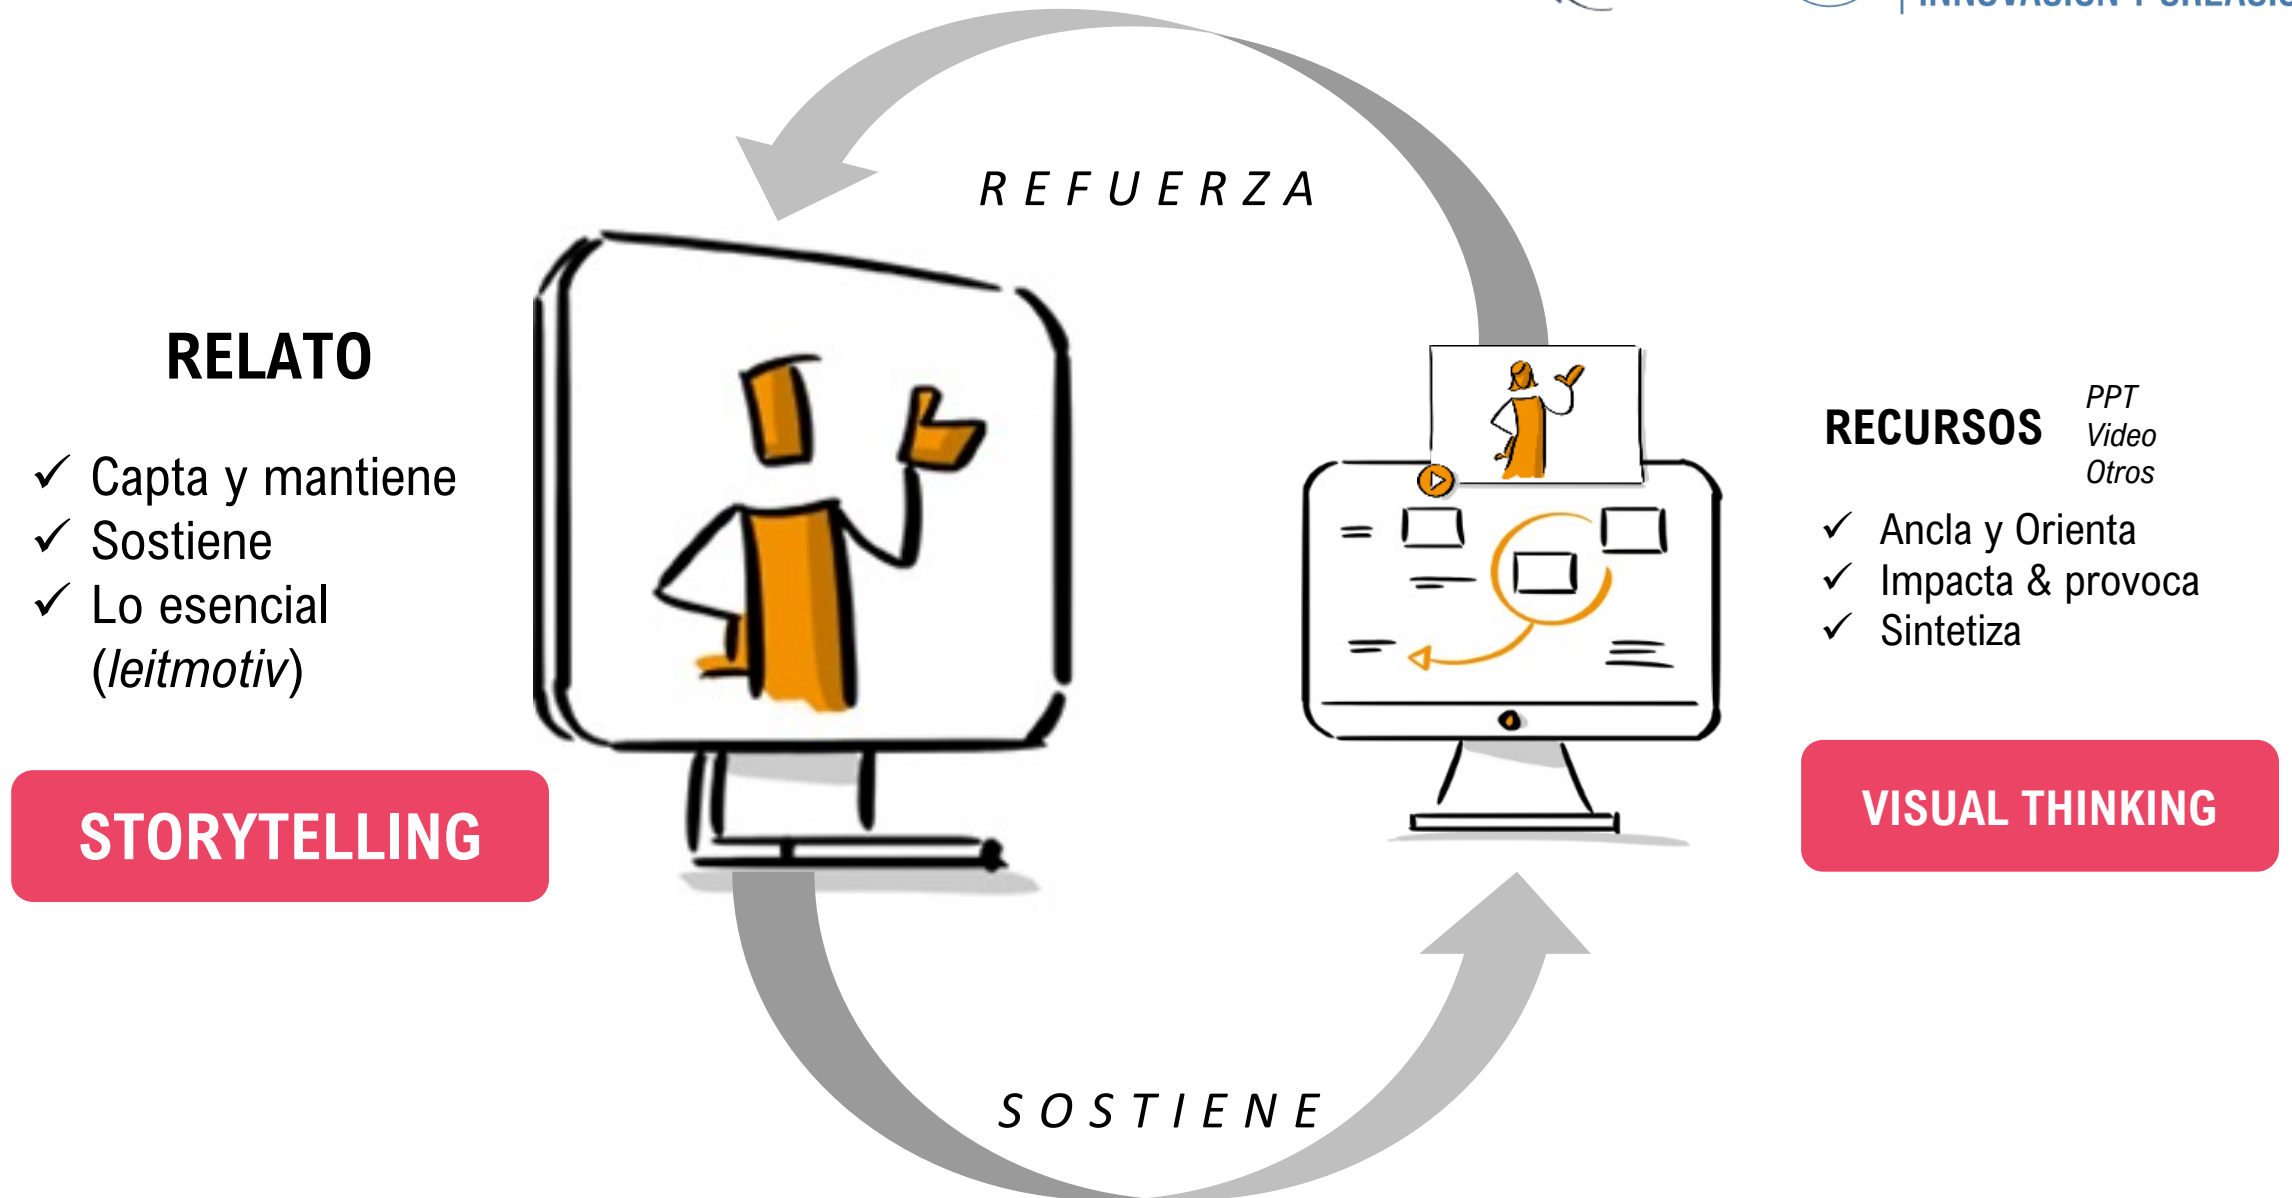 REFUERZA
RELATO
✓ Capta y mantiene
✓ Sostiene
✓ Lo esencial
(leitmotiv)
STORYTELLING
RECURSOS
PPT
Video
Otros
✓ Ancla y Orienta
✓ Impacta & provoca
✓ Sintetiza
VISUAL THINKING
SOSTIENE